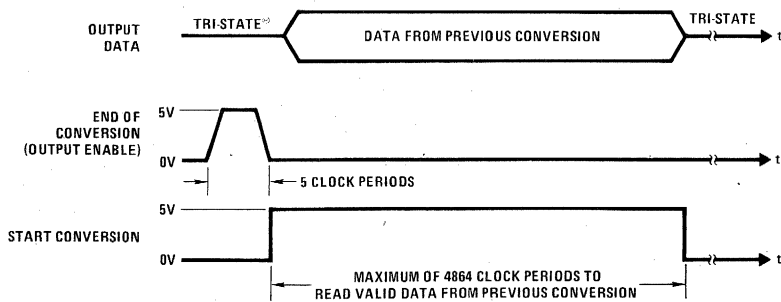 TRI-STATE®
TRI-STATE
OUTPUT
DATA
DATA FROM PREVIOUS CONVERSION
t
END OF
CONVERSION
(OUTPUT ENABLE)
5V
0V
t
5 CLOCK PERIODS
START CONVERSION
5V
0V
t
MAXIMUM OF 4864 CLOCK PERIODS TO
READ VALID DATA FROM PREVIOUS CONVERSION